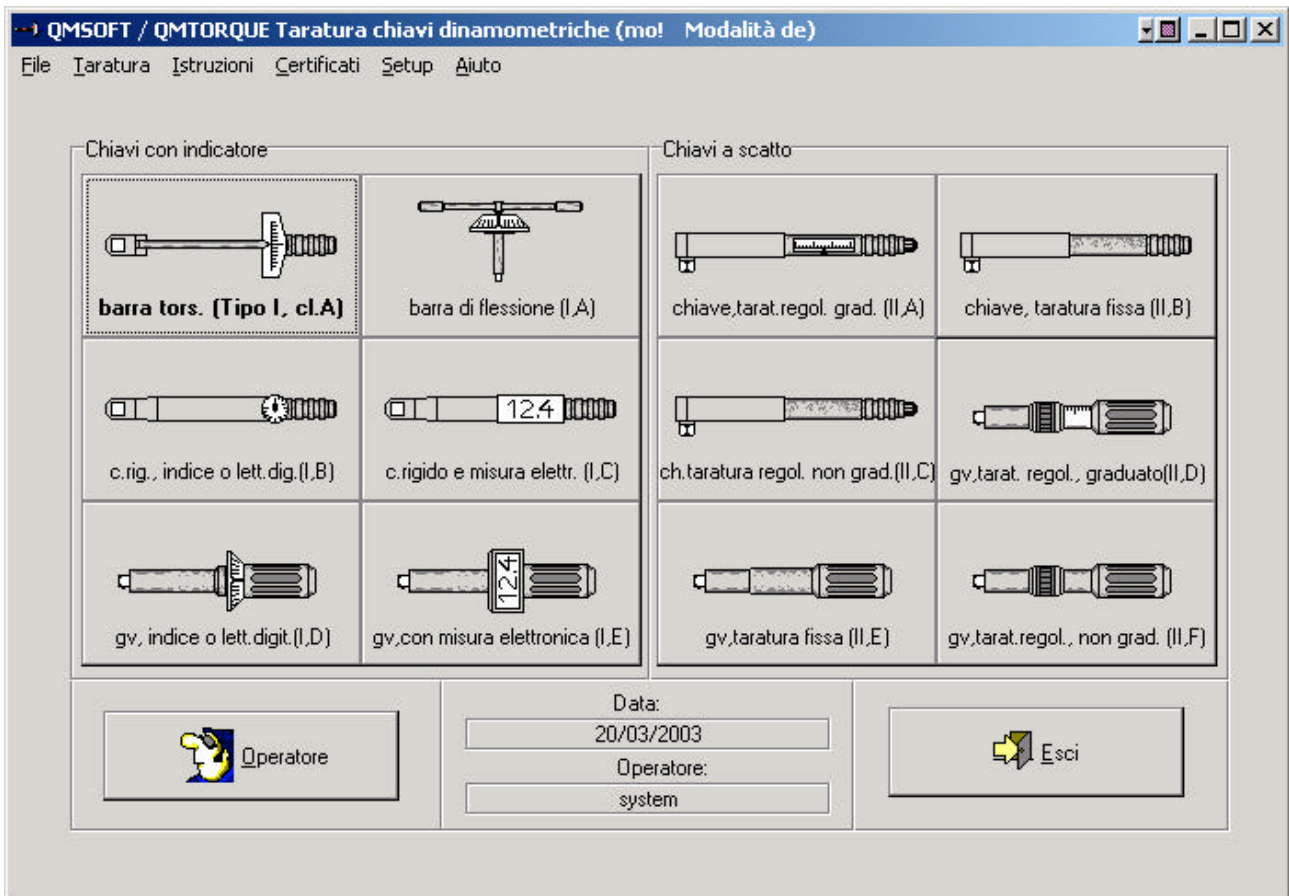 QMSOFT / QMTORQUE Taratura chiavi dinamometriche (mo! Modalità de)
File Taratura Istruzioni Certificati Setup Aiuto
Chiavi con indicatore
barra tors. (Tipo I, cl.A)
barra di flessione (I,A)
12.4
c.rig., indice o lett.dig.(I,B)
c.rigido e misura elettr. (I,C)
12.4
gv, indice o lett.digit.(I,D)
gv,con misura elettronica (I,E)
Chiavi a scatto
chiave,tarat.regol. grad. (II,A)
chiave, taratura fissa (II,B)
ch.taratura regol. non grad.(II,C)
gv,tarat. regol., graduato(II,D)
gv,taratura fissa (II,E)
gv,tarat.regol., non grad. (II,F)
Operatore
Data:
20/03/2003
Operatore:
system
Esci